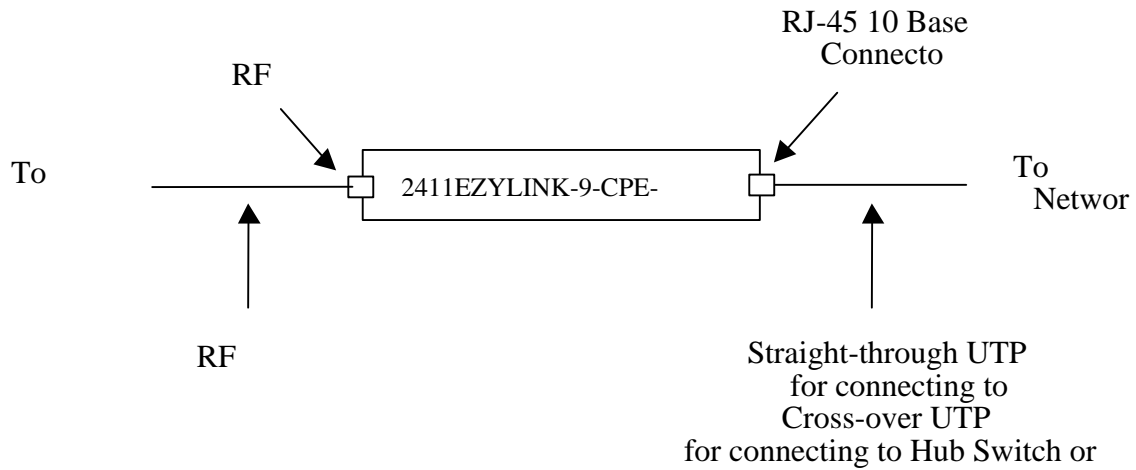 RJ-45 10 Base
Connecto
RF
To
2411EZYLINK-9-CPE-
To
Networ
RF
Straight-through UTP
for connecting to
Cross-over UTP
for connecting to Hub Switch or